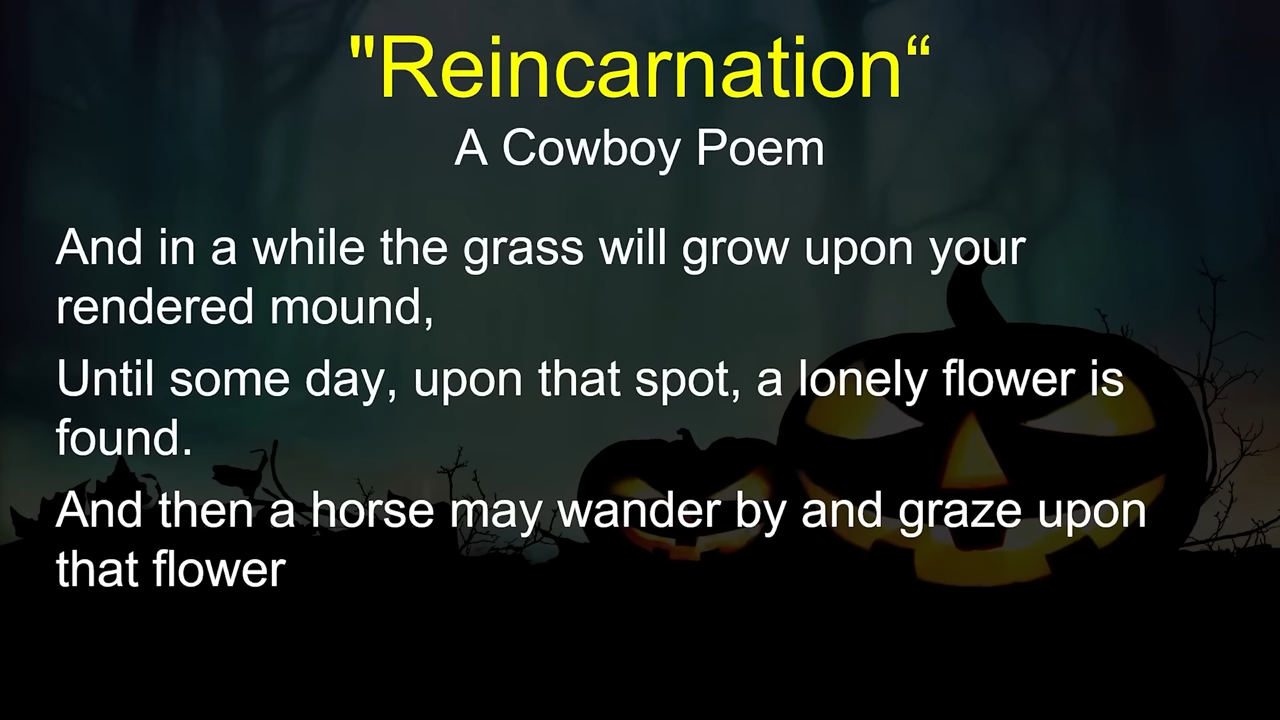 "Reincarnation“
A Cowboy Poem
And in a while the grass will grow upon your
rendered mound,
Until some day, upon that spot, a lonely flower is
found.
And then a horse may wander by and graze upon
that flower